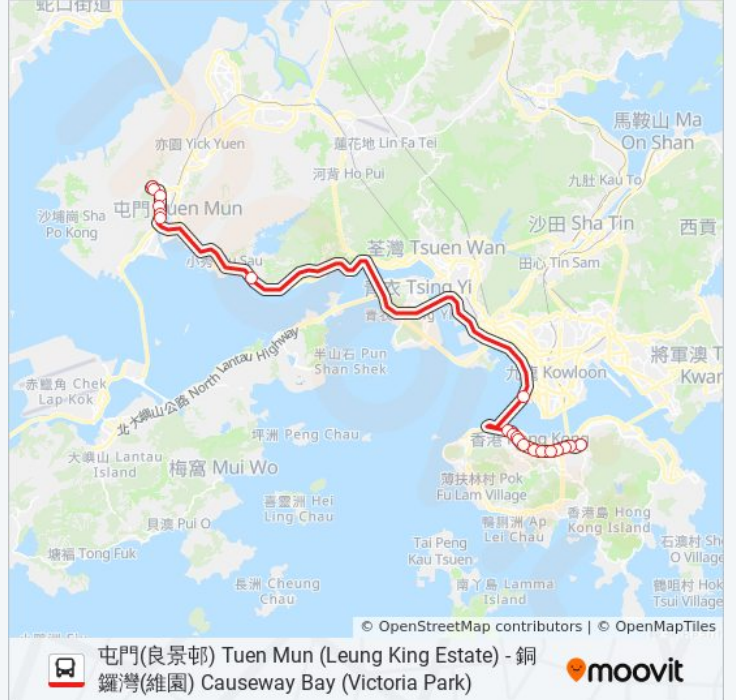 蛇口街道
馬鞍山 Ma
On Shan
亦園 Yick Yuen
蓮花地 Lin Fa Tei
河背 Ho Pui
九肚 Kau To
沙埔崗 Sha
Po Kong
屯門 Tuen Mun
沙田 Sha Tin
西貢
荃灣 Tsuen Wan
田心 Tin Sam
Sau
青衣 Tsing Yi
半山石 Pun
Shan Shek
九龍 Kowloon
將軍澳 T
Kwan
赤鱲角 Chek
Lap Kok
北大嶼山公路 North Lantau Highway
坪洲 Peng Chau
香港 Hong Kong
大嶼山 Lantau
Island
梅窩 Mui Wo
薄扶林村 Pok
Fu Lam Village
喜靈洲 Hei
Ling Chau
鴨脷洲 Ap
Lei Chau
香港島 Hong
Kong Island
貝澳 Pui O
塘福 Tong Fuk
Tai Peng
Kau Tsuen
石澳村 She
O Village
長洲 Cheung
Chau
南丫島 Lamma
Island
鶴咀村 Hok
Tsui Village
© OpenStreetMap contributors | © OpenMapTiles
屯門(良景邨) Tuen Mun (Leung King Estate) - 銅
鑼灣(維園) Causeway Bay (Victoria Park)
moovit